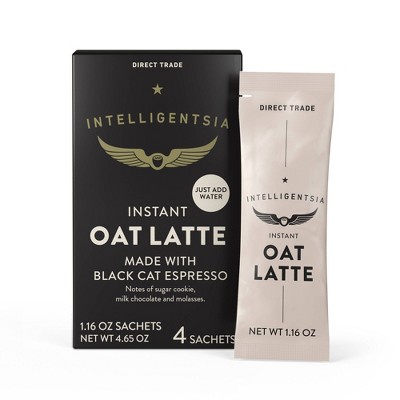 DIRECT TRADE
INTELLIGENTSIA
JUST ADD
WATER
INSTANT
OAT LATTE
MADE WITH
BLACK CAT ESPRESSO
Notes of sugar cookie,
milk chocolate and molasses.
1.16 OZ SACHETS
NET WT 4.65 OZ
4 SACHETS
DIRECT TRADE
INTELLIGENTSIA
INSTANT
OAT
LATTE
NET WT 1.16 OZ